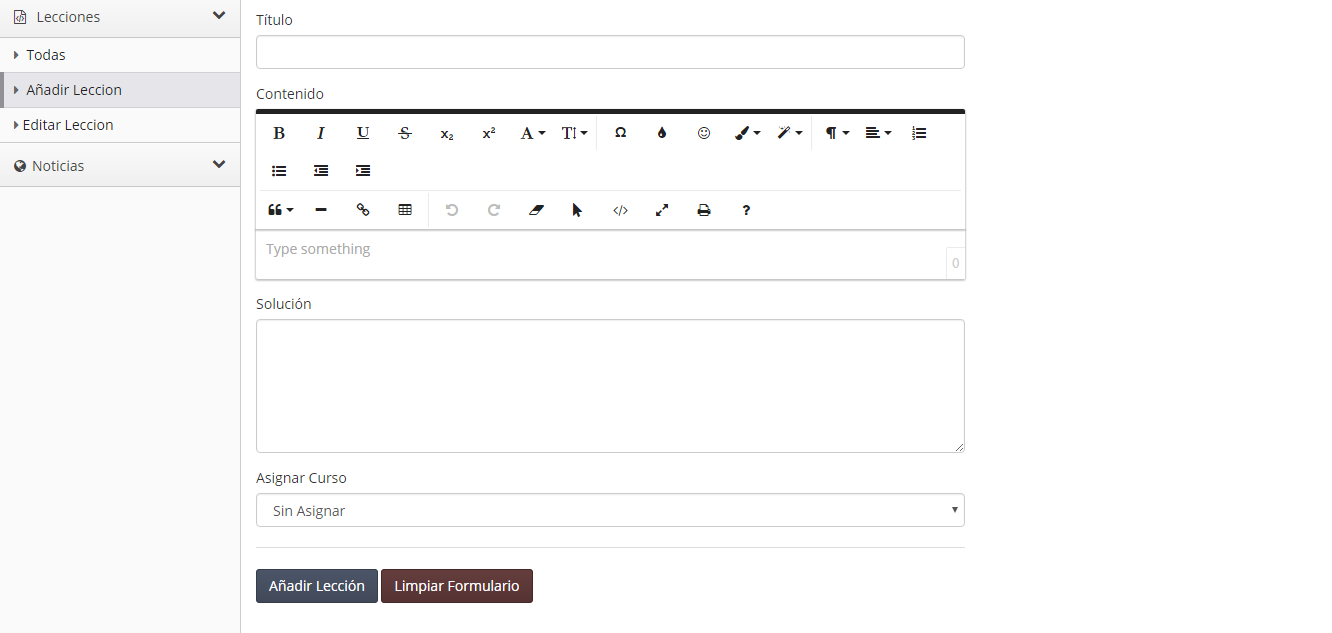 Lecciones
Todas
Añadir Leccion
Editar Leccion
Noticias
Título
Contenido
B I U S x₂ x² A T Ω ¶
</> ?
Type something
0
Solución
Asignar Curso
Sin Asignar
Añadir Lección Limpiar Formulario